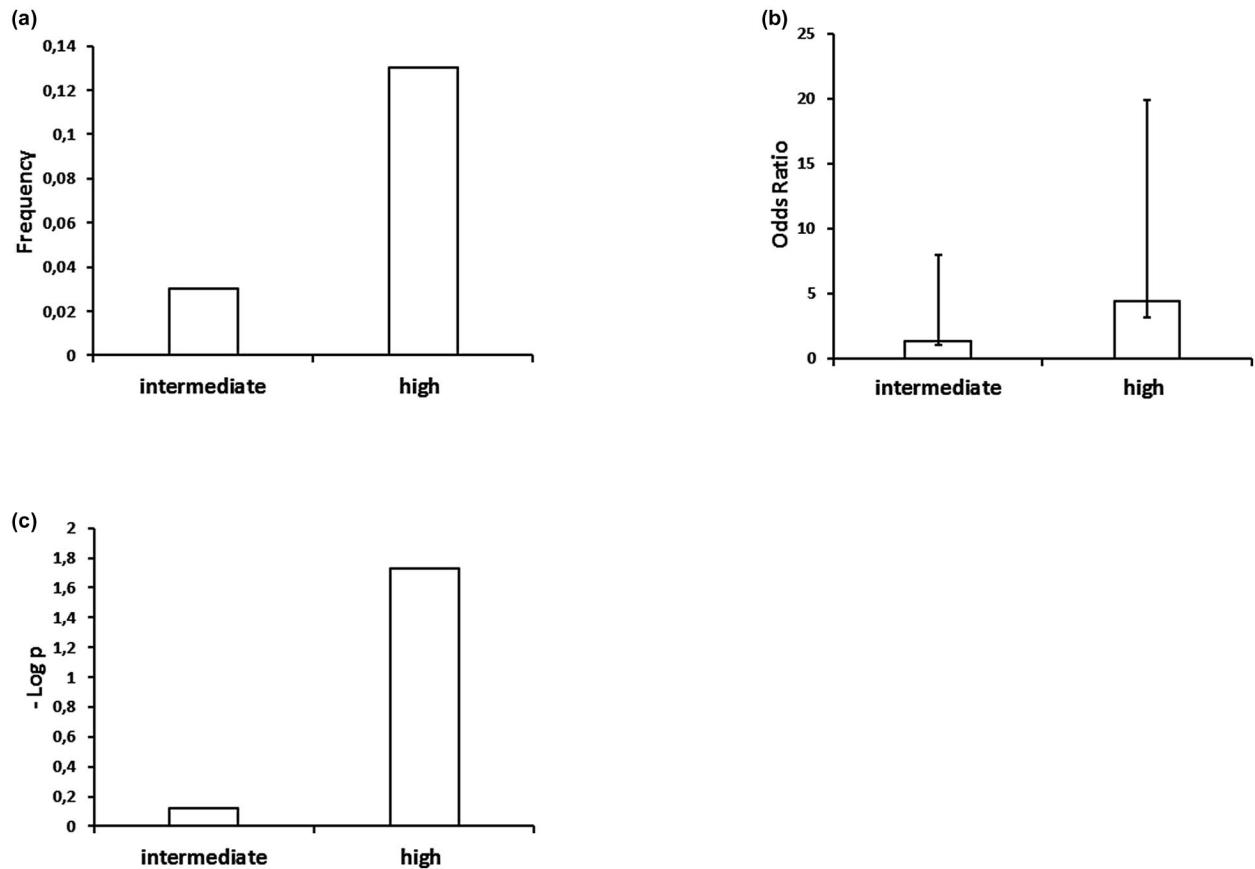 (a)
0,14
0,12
0,1
0,08
0,06
0,04
0,02
0
Frequency
intermediate high
(b)
25
20
15
10
5
0
Odds Ratio
intermediate high
(c)
2
1,8
1,6
1,4
1,2
1
0,8
0,6
0,4
0,2
0
- Log p
intermediate high